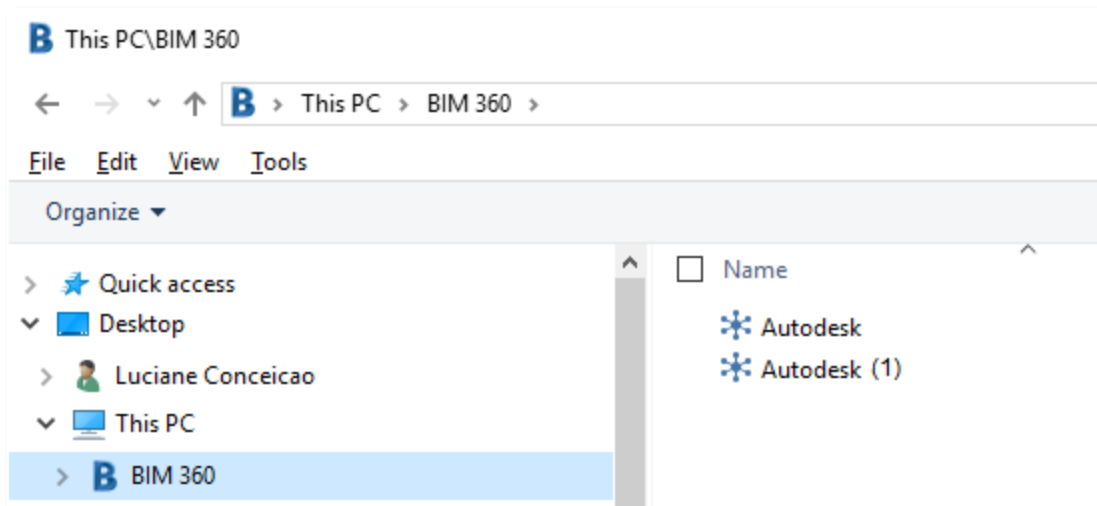 This PC\BIM 360
B > This PC > BIM 360 >
File Edit View Tools
Organize
Name
Quick access
Desktop
Luciane Conceicao
This PC
B BIM 360
Autodesk
Autodesk (1)